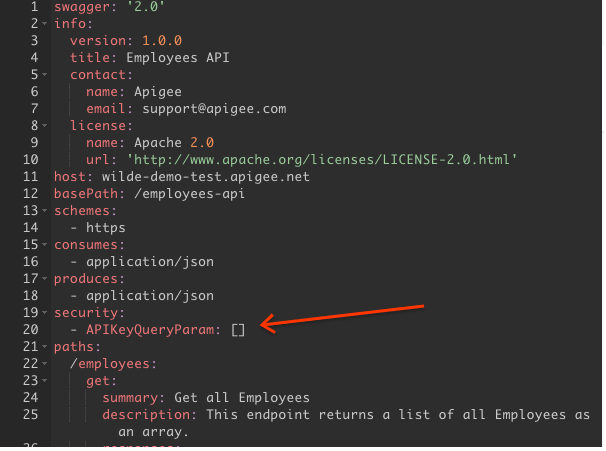 1 swagger: '2.0'
2 info:
3 version: 1.0.0
4 title: Employees API
5 contact:
6 name: Apigee
7 email: support@apigee.com
8 license:
9 name: Apache 2.0
10 url: 'http://www.apache.org/licenses/LICENSE-2.0.html'
11 host: wilde-demo-test.apigee.net
12 basePath: /employees-api
13 schemes:
14 - https
15 consumes:
16 - application/json
17 produces:
18 - application/json
19 security:
20 - APIKeyQueryParam: []
21 paths:
22 /employees:
23 get:
24 summary: Get all Employees
25 description: This endpoint returns a list of all Employees as
an array.
26 responses: